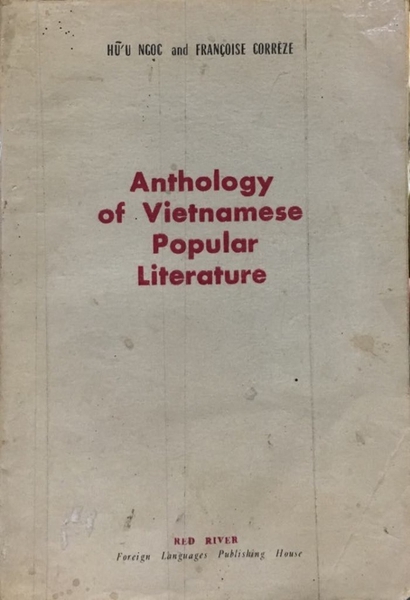 HỮU NGỌC and FRANÇOISE CORRÈZE
Anthology
of Vietnamese
Popular
Literature
RED RIVER
Foreign Languages Publishing House